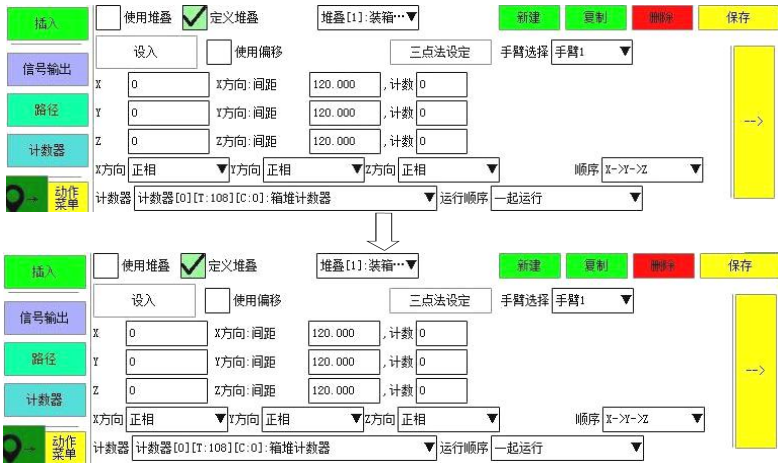 插入 使用堆叠 定义堆叠 堆叠[1]:装箱… 新建 复制 删除 保存
信号输出 设入 使用偏移 三点法设定 手臂选择 手臂1
X 0 X方向:间距 120.000 ,计数 0
路径 Y 0 Y方向:间距 120.000 ,计数 0 -->
计数器 Z 0 Z方向:间距 120.000 ,计数 0
X方向 正相 Y方向 正相 Z方向 正相 顺序 X->Y->Z
动作菜单 计数器 计数器[0][T:108][C:0]:箱堆计数器 运行顺序 一起运行
插入 使用堆叠 定义堆叠 堆叠[1]:装箱… 新建 复制 删除 保存
信号输出 设入 使用偏移 三点法设定 手臂选择 手臂1
X 0 X方向:间距 120.000 ,计数 0
路径 Y 0 Y方向:间距 120.000 ,计数 0 -->
计数器 Z 0 Z方向:间距 120.000 ,计数 0
X方向 正相 Y方向 正相 Z方向 正相 顺序 X->Y->Z
动作菜单 计数器 计数器[0][T:108][C:0]:箱堆计数器 运行顺序 一起运行